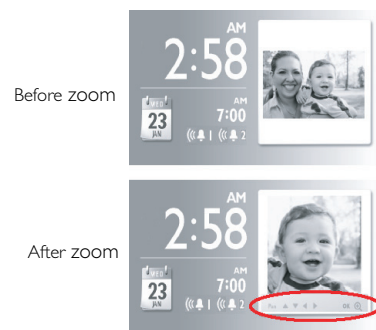 Before zoom
AM
2:58
AM
7:00
WED
23
JAN
1
2
After zoom
AM
2:58
AM
7:00
WED
23
JAN
1
2
OK